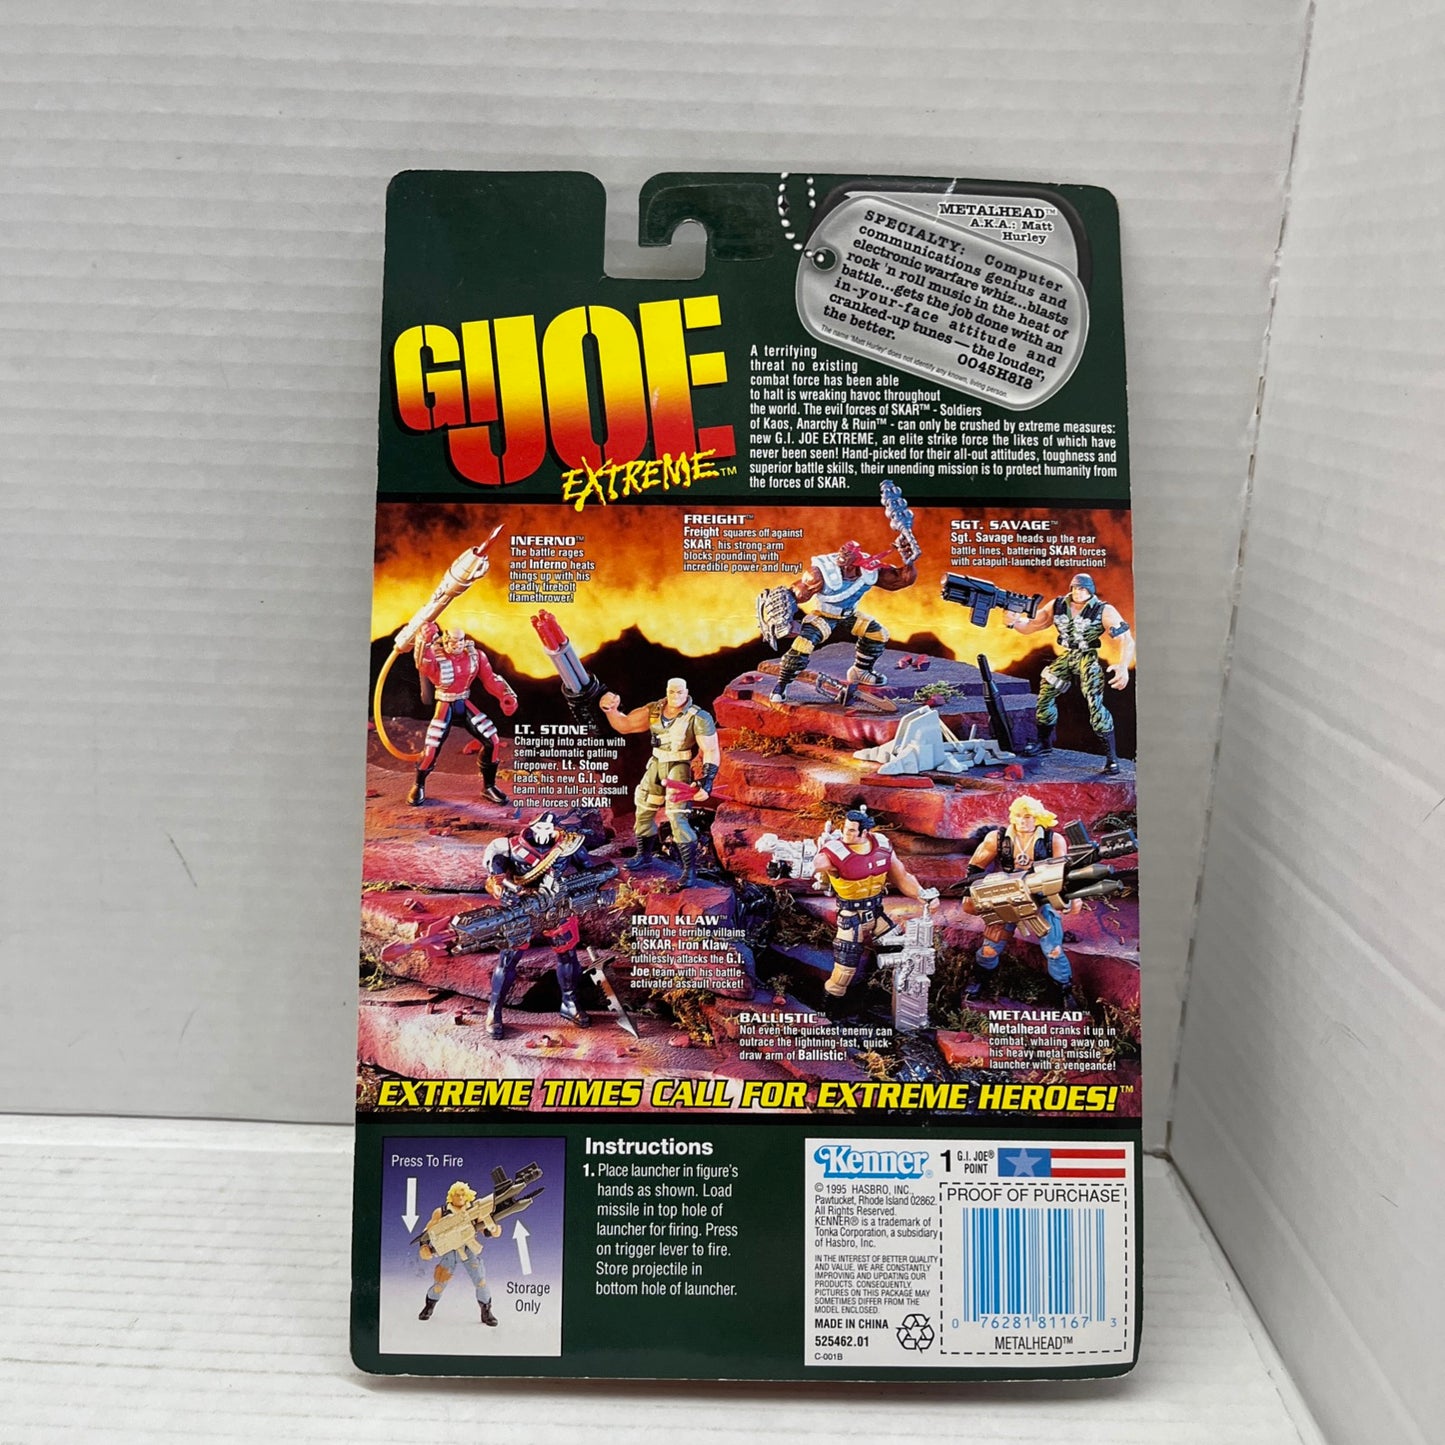 METALHEAD™
A.K.A.: Matt
Hurley
SPECIALTY: Computer
communications genius and
electronic warfare whiz...blasts
rock 'n roll music in the heat of
battle...gets the job done with an
in-your-face attitude and
cranked-up tunes — the louder,
the better.
0045H8I8
The name "Matt Hurley" does not identify any known, living person.
GIJOE
EXTREME™
A terrifying
threat no existing
combat force has been able
to halt is wreaking havoc throughout
the world. The evil forces of SKAR™ - Soldiers
of Kaos, Anarchy & Ruin™ - can only be crushed by extreme measures:
new G.I. JOE EXTREME, an elite strike force the likes of which have
never been seen! Hand-picked for their all-out attitudes, toughness and
superior battle skills, their unending mission is to protect humanity from
the forces of SKAR.
INFERNO™
The battle rages
and Inferno heats
things up with his
deadly firebolt
flamethrower!
FREIGHT™
Freight squares off against
SKAR, his strong-arm
blocks pounding with
incredible power and fury!
SGT. SAVAGE™
Sgt. Savage heads up the rear
battle lines, battering SKAR forces
with catapult-launched destruction!
LT. STONE™
Charging into action with
semi-automatic gatling
firepower, Lt. Stone
leads his new G.I. Joe
team into a full-out assault
on the forces of SKAR!
IRON KLAW™
Ruling the terrible villains
of SKAR, Iron Klaw
ruthlessly attacks the G.I.
Joe team with his battle-
activated assault rocket!
BALLISTIC™
Not even the quickest enemy can
outrace the lightning-fast, quick-
draw arm of Ballistic!
METALHEAD™
Metalhead cranks it up in
combat, whaling away on
his heavy metal missile
launcher with a vengeance!
EXTREME TIMES CALL FOR EXTREME HEROES!™
Press To Fire
Storage
Only
Instructions
1. Place launcher in figure's
hands as shown. Load
missile in top hole of
launcher for firing. Press
on trigger lever to fire.
Store projectile in
bottom hole of launcher.
Kenner®
© 1995 HASBRO, INC.,
Pawtucket, Rhode Island 02862.
All Rights Reserved.
KENNER® is a trademark of
Tonka Corporation, a subsidiary
of Hasbro, Inc.
IN THE INTEREST OF BETTER QUALITY
AND VALUE, WE ARE CONSTANTLY
IMPROVING AND UPDATING OUR
PRODUCTS. CONSEQUENTLY,
PICTURES ON THIS PACKAGE MAY
SOMETIMES DIFFER FROM THE
MODEL ENCLOSED.
MADE IN CHINA
525462.01
C-001B
1 G.I. JOE®
POINT
PROOF OF PURCHASE
0 76281 81167 3
METALHEAD™